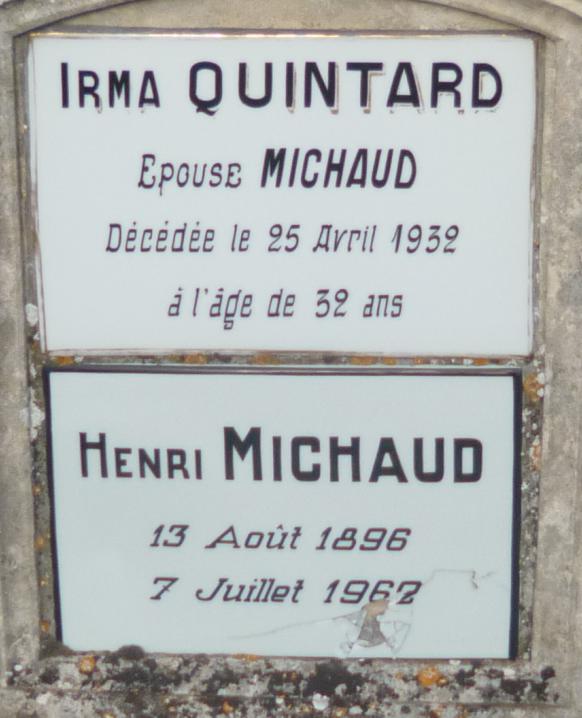 Irma QUINTARD
Epouse MICHAUD
Décédée le 25 Avril 1932
à l'âge de 32 ans
Henri MICHAUD
13 Août 1896
7 Juillet 1962